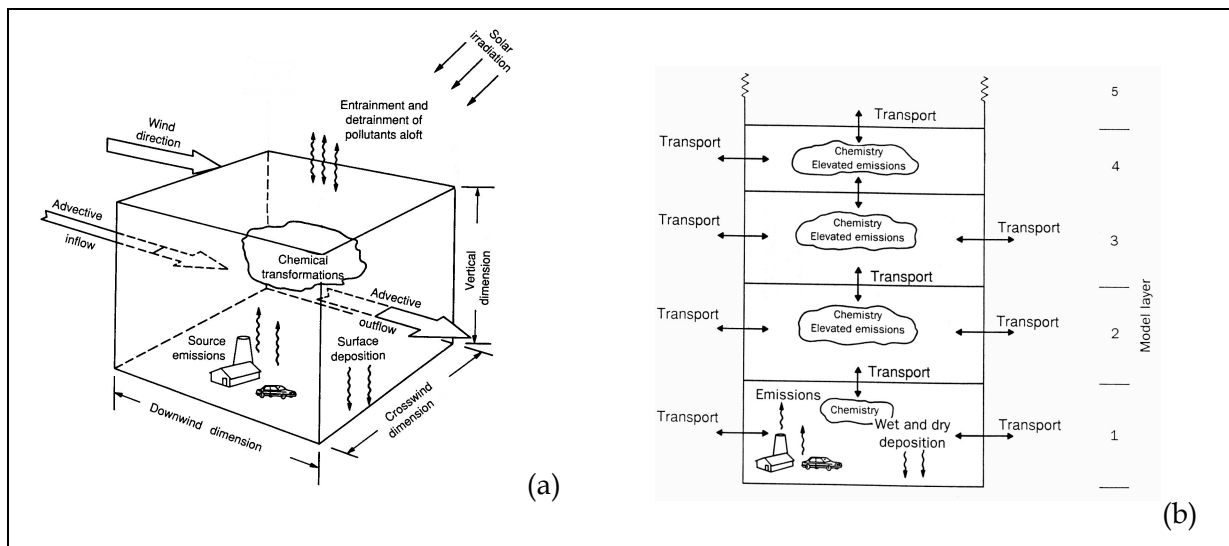 Solar
irradiation
Entrainment and
detrainment of
pollutants aloft
Wind
direction
Advective
inflow
Chemical
transformations
Vertical
dimension
Advective
outflow
Source
emissions
Surface
deposition
Downwind dimension
Crosswind
dimension
(a)
5
Transport
Transport
Chemistry
Elevated emissions
4
Transport
Chemistry
Elevated emissions
Transport
3
Transport
Transport
Chemistry
Elevated emissions
Transport
2
Model layer
Transport
Emissions
Chemistry
Transport
Wet and dry
deposition
Transport
1
(b)